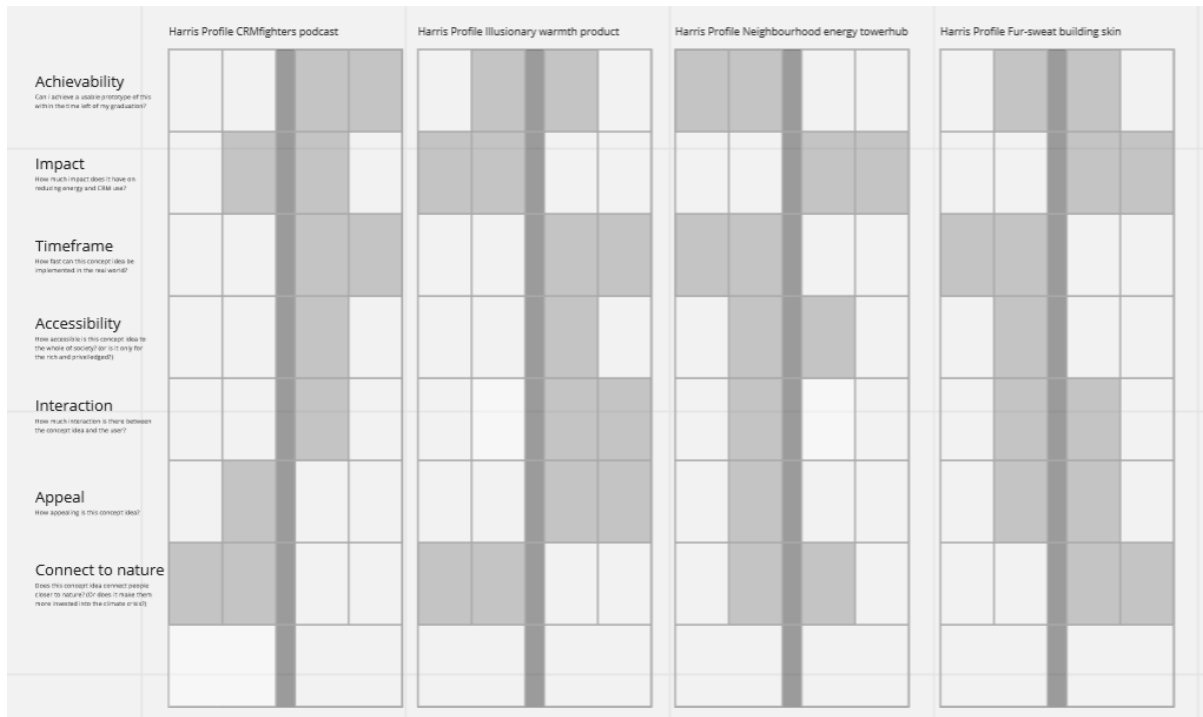 Harris Profile CRMfighters podcast
Harris Profile Illusionary warmth product
Harris Profile Neighbourhood energy towerhub
Harris Profile Fur-sweat building skin
Achievability
Can I achieve a usable prototype of this
within the time left of my graduation?
Impact
How much impact does it have on
reducing energy and CRM use?
Timeframe
How fast can this concept idea be
implemented in the real world?
Accessibility
How accessible is this concept idea to
the whole of society? (or is it only for
the rich and priveiledged?)
Interaction
How much interaction is there between
the concept idea and the user?
Appeal
How appealing is this concept idea?
Connect to nature
Does this concept idea connect people
closer to nature? (Or does it make them
more invested into the climate crisis?)